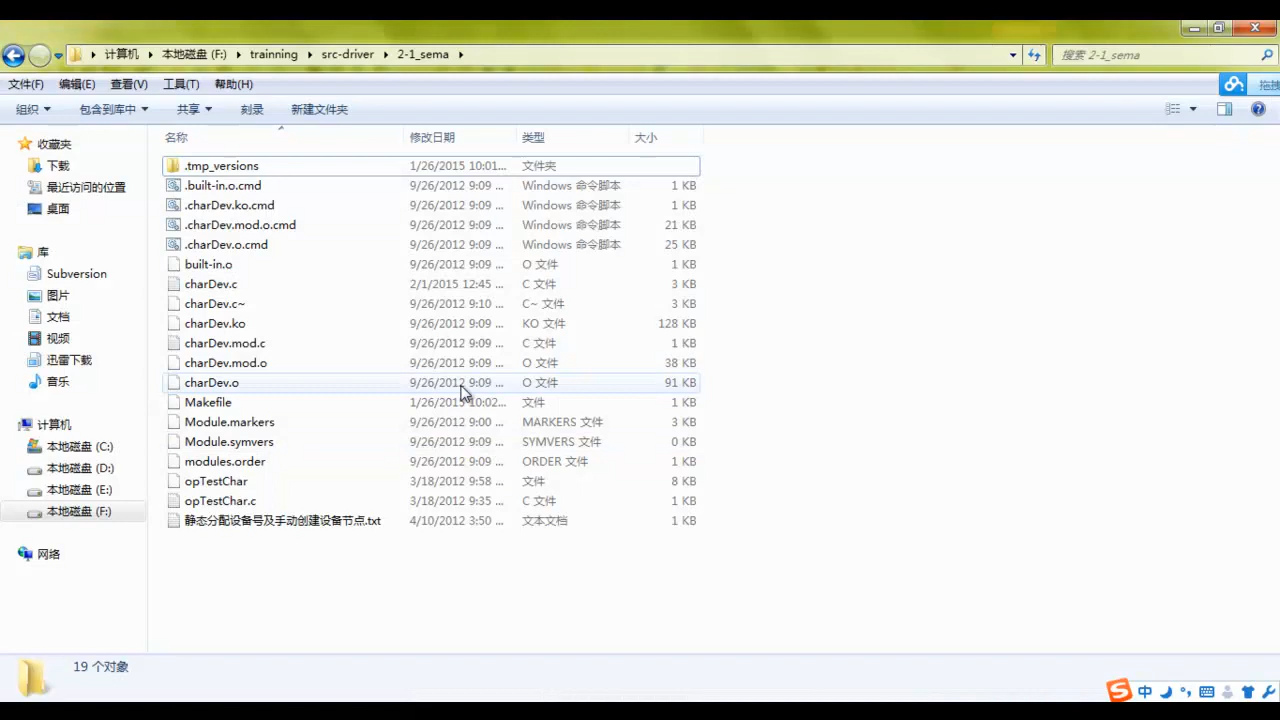 计算机 本地磁盘 (F:) trainning src-driver 2-1_sema 搜索 2-1_sema
文件(F) 编辑(E) 查看(V) 工具(T) 帮助(H) 拖拽
组织 包含到库中 共享 刻录 新建文件夹
收藏夹
下载
最近访问的位置
桌面
库
Subversion
图片
文档
视频
迅雷下载
音乐
计算机
本地磁盘 (C:)
本地磁盘 (D:)
本地磁盘 (E:)
本地磁盘 (F:)
网络
名称 修改日期 类型 大小
.tmp_versions 1/26/2015 10:01... 文件夹
.built-in.o.cmd 9/26/2012 9:09 ... Windows 命令脚本 1 KB
.charDev.ko.cmd 9/26/2012 9:09 ... Windows 命令脚本 1 KB
.charDev.mod.o.cmd 9/26/2012 9:09 ... Windows 命令脚本 21 KB
.charDev.o.cmd 9/26/2012 9:09 ... Windows 命令脚本 25 KB
built-in.o 9/26/2012 9:09 ... O 文件 1 KB
charDev.c 2/1/2015 12:45 ... C 文件 3 KB
charDev.c~ 9/26/2012 9:10 ... C~ 文件 3 KB
charDev.ko 9/26/2012 9:09 ... KO 文件 128 KB
charDev.mod.c 9/26/2012 9:09 ... C 文件 1 KB
charDev.mod.o 9/26/2012 9:09 ... O 文件 38 KB
charDev.o 9/26/2012 9:09 ... O 文件 91 KB
Makefile 1/26/2015 10:02... 文件 1 KB
Module.markers 9/26/2012 9:00 ... MARKERS 文件 3 KB
Module.symvers 9/26/2012 9:09 ... SYMVERS 文件 0 KB
modules.order 9/26/2012 9:09 ... ORDER 文件 1 KB
opTestChar 3/18/2012 9:58 ... 文件 8 KB
opTestChar.c 3/18/2012 9:35 ... C 文件 1 KB
静态分配设备号及手动创建设备节点.txt 4/10/2012 3:50 ... 文本文档 1 KB
19 个对象
S 中